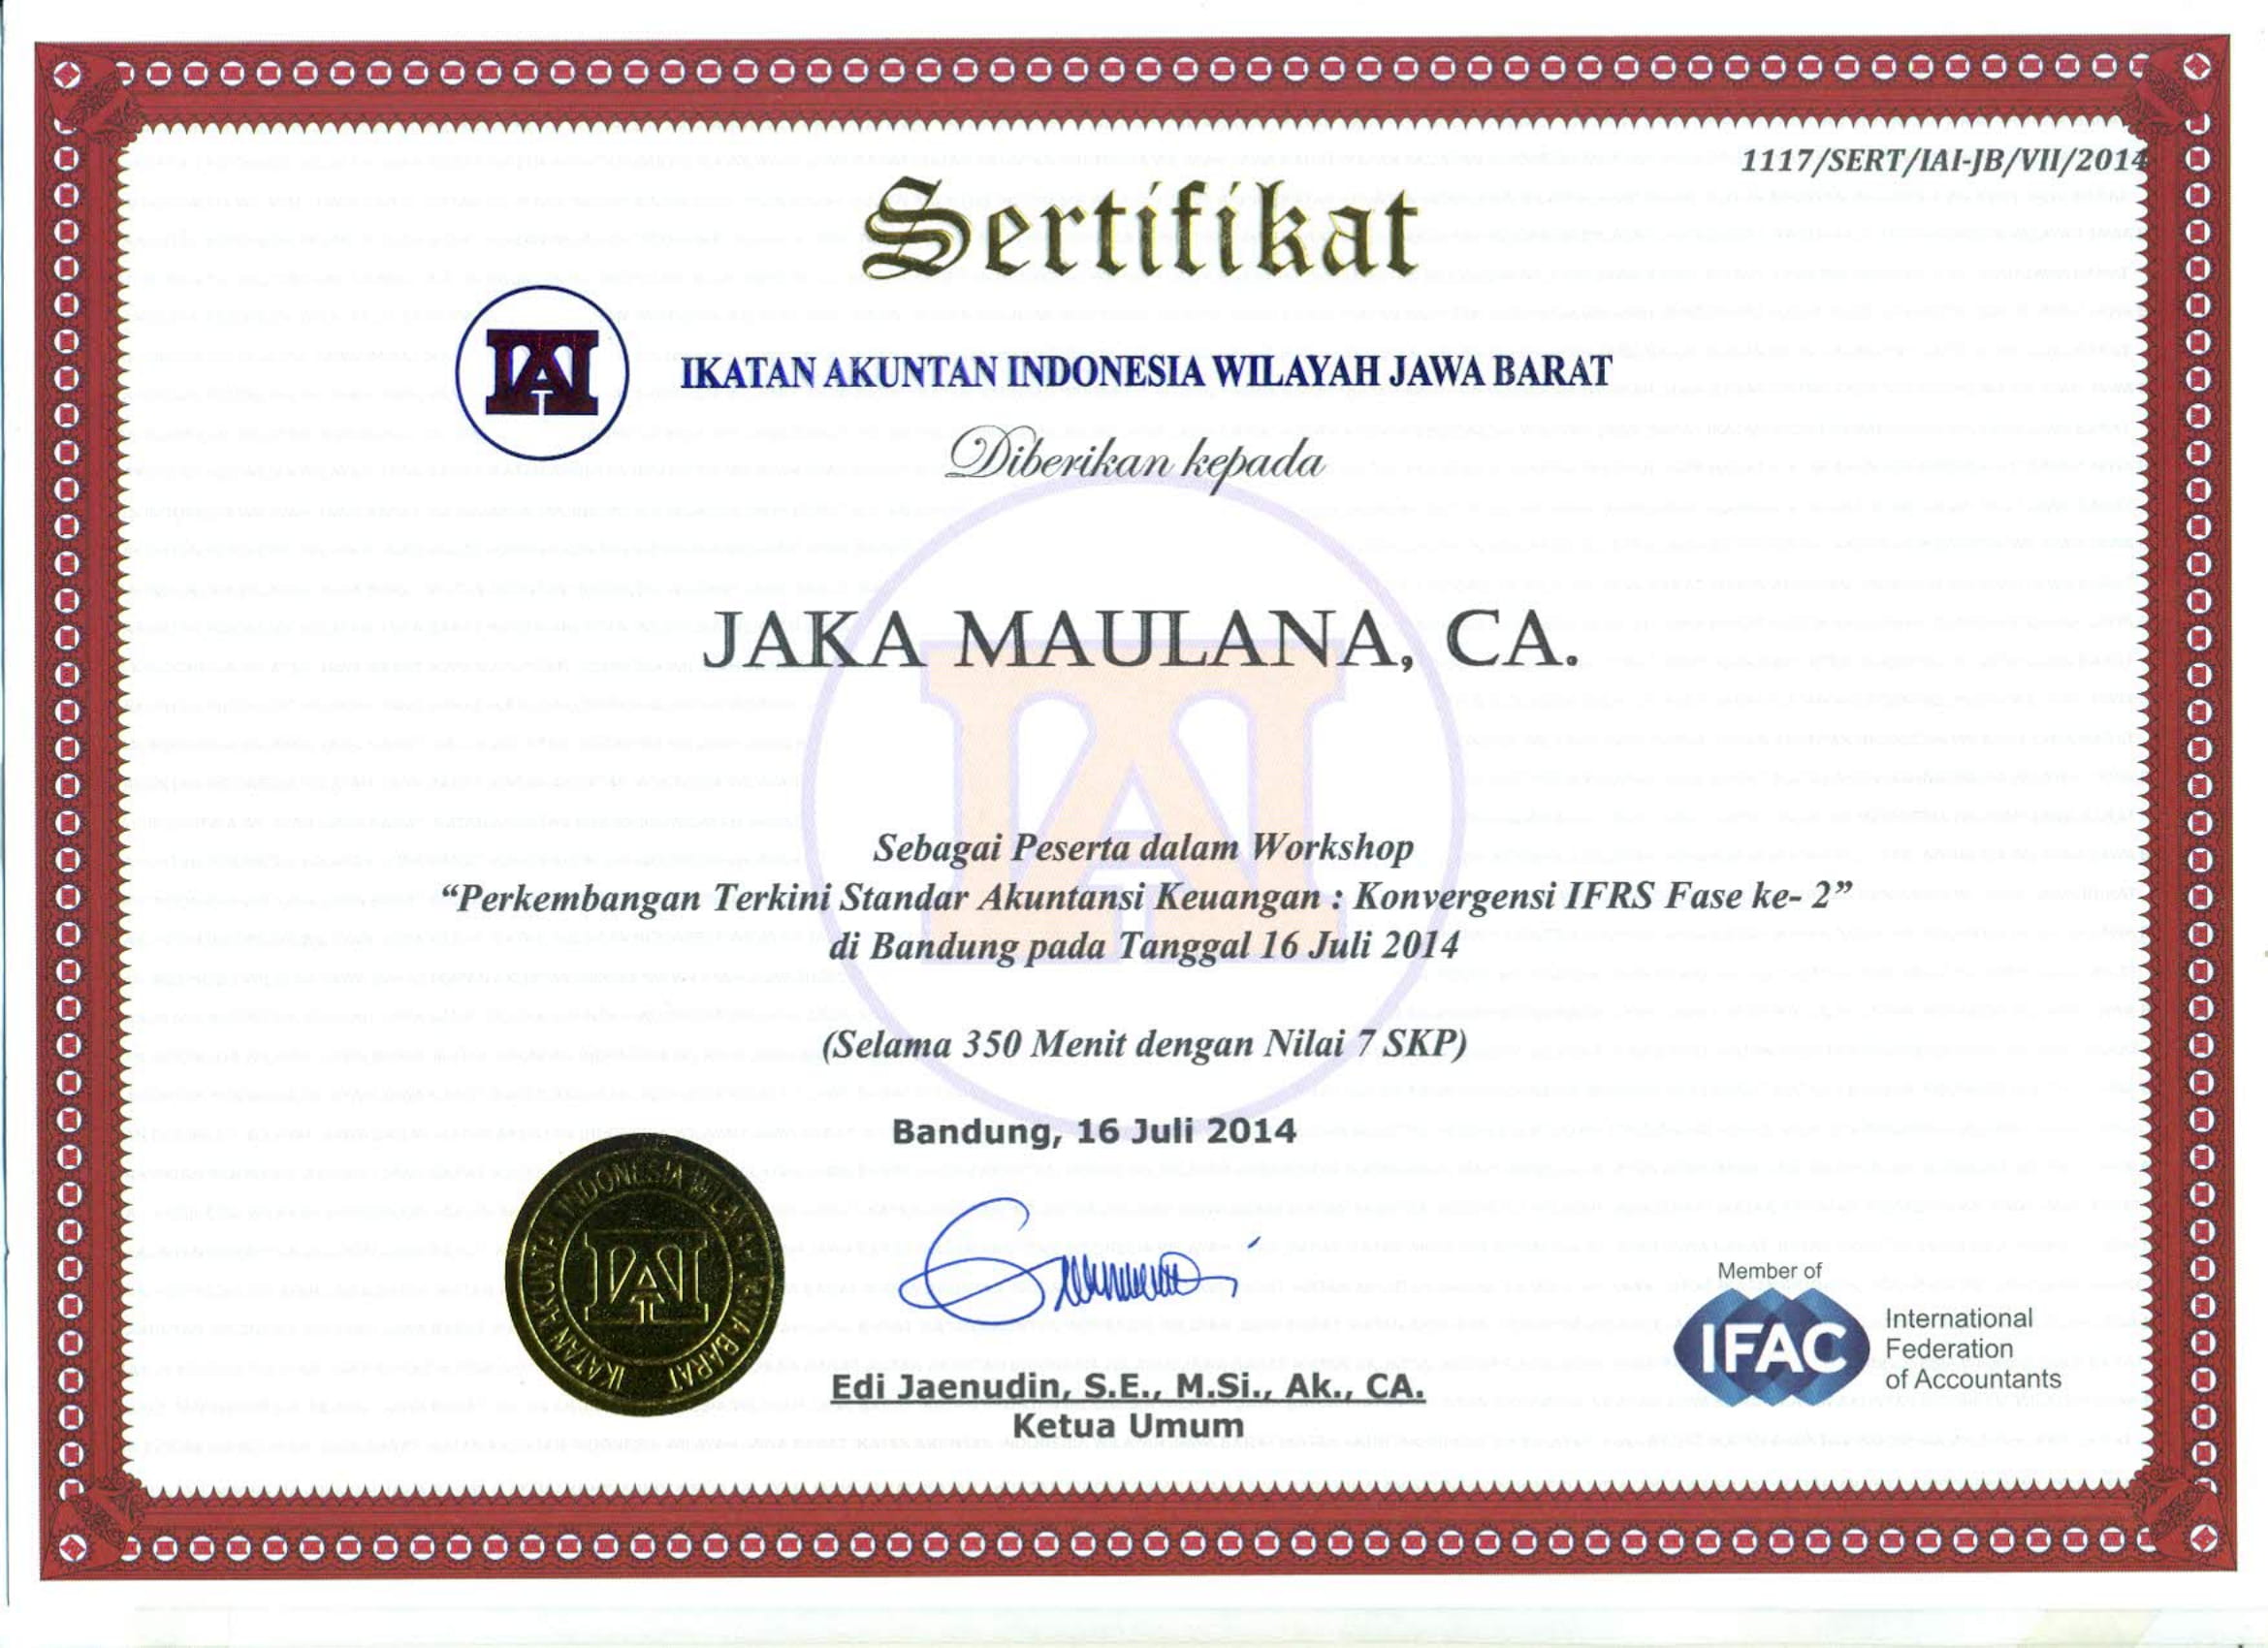 1117/SERT/IAI-JB/VII/2014
Sertifikat
IAI
IKATAN AKUNTAN INDONESIA WILAYAH JAWA BARAT
Diberikan kepada
JAKA MAULANA, CA.
IAI
Sebagai Peserta dalam Workshop
“Perkembangan Terkini Standar Akuntansi Keuangan : Konvergensi IFRS Fase ke- 2”
di Bandung pada Tanggal 16 Juli 2014
(Selama 350 Menit dengan Nilai 7 SKP)
Bandung, 16 Juli 2014
IKATAN AKUNTAN INDONESIA WILAYAH JAWA BARAT
IAI
Edi Jaenudin, S.E., M.Si., Ak., CA.
Ketua Umum
Member of
IFAC
International
Federation
of Accountants